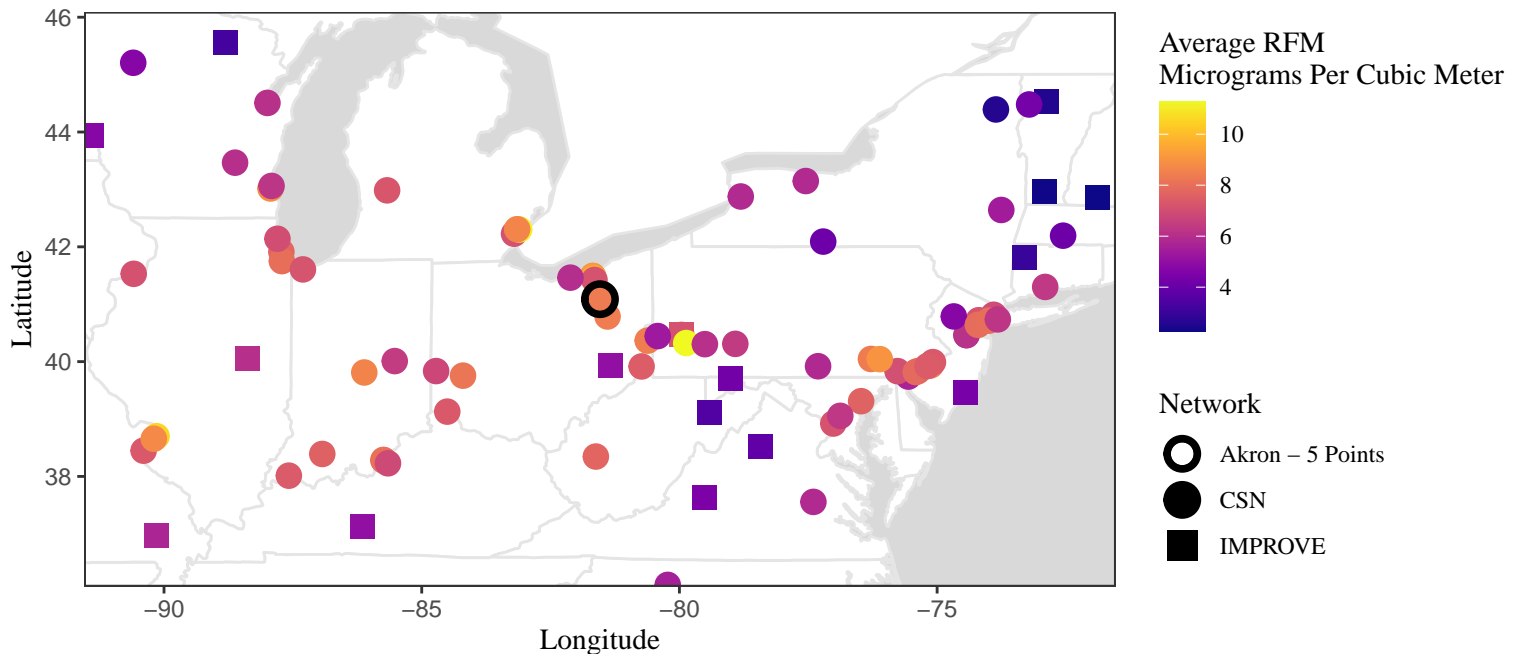 46
44
42
40
38
−90
−85
−80
−75
Latitude
Longitude
Average RFM
Micrograms Per Cubic Meter
10
8
6
4
Network
Akron − 5 Points
CSN
IMPROVE